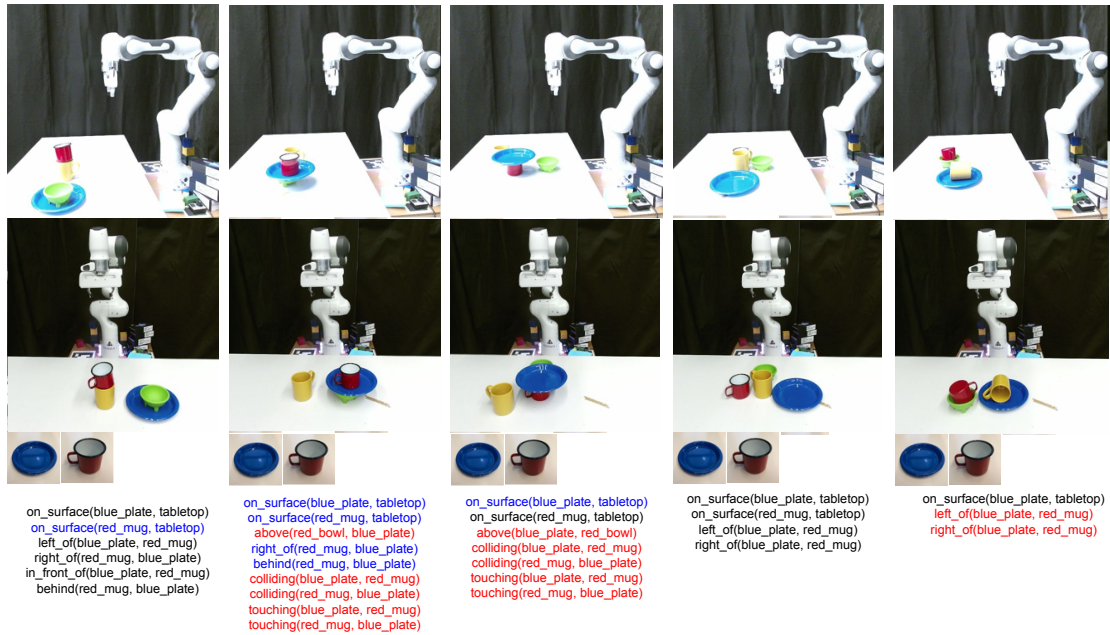 on_surface(blue_plate, tabletop)
on_surface(red_mug, tabletop)
left_of(blue_plate, red_mug)
right_of(red_mug, blue_plate)
in_front_of(blue_plate, red_mug)
behind(red_mug, blue_plate)
on_surface(blue_plate, tabletop)
on_surface(red_mug, tabletop)
above(red_bowl, blue_plate)
right_of(red_mug, blue_plate)
behind(red_mug, blue_plate)
colliding(blue_plate, red_mug)
colliding(red_mug, blue_plate)
touching(blue_plate, red_mug)
touching(red_mug, blue_plate)
on_surface(blue_plate, tabletop)
on_surface(red_mug, tabletop)
above(blue_plate, red_bowl)
colliding(blue_plate, red_mug)
colliding(red_mug, blue_plate)
touching(blue_plate, red_mug)
touching(red_mug, blue_plate)
on_surface(blue_plate, tabletop)
on_surface(red_mug, tabletop)
left_of(blue_plate, red_mug)
right_of(blue_plate, red_mug)
on_surface(blue_plate, tabletop)
left_of(blue_plate, red_mug)
right_of(blue_plate, red_mug)